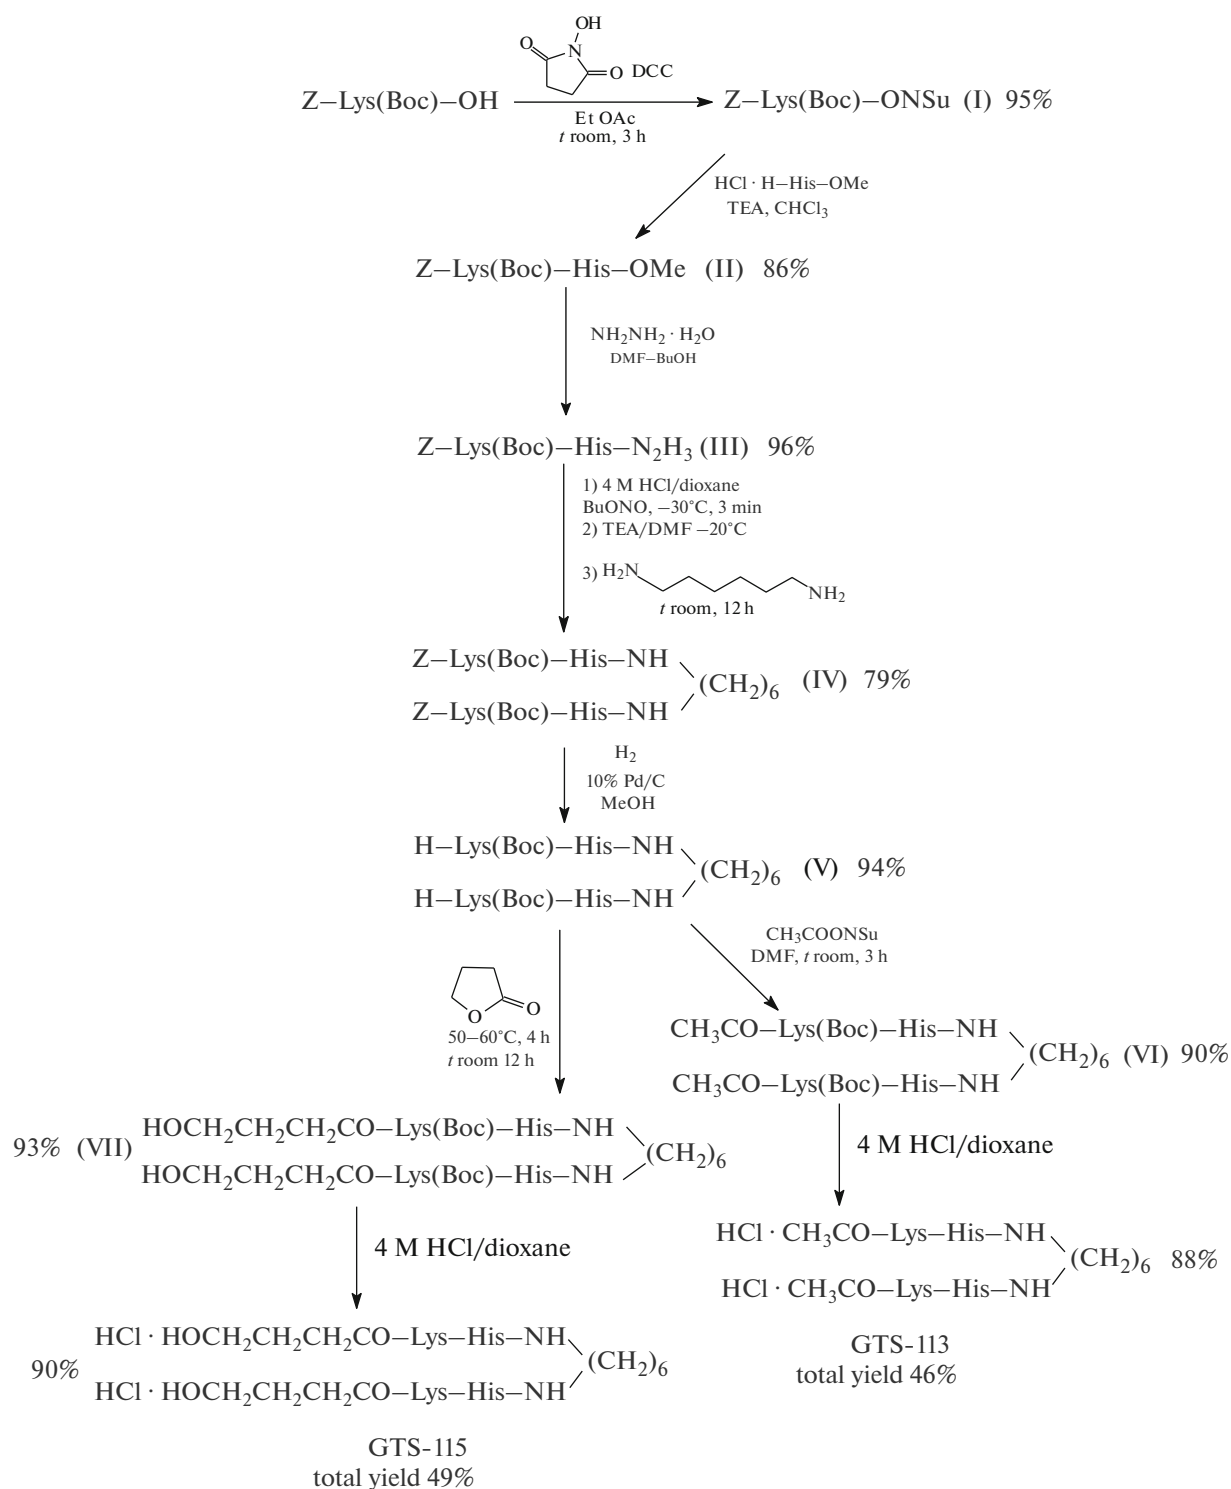 OH
N
O
O DCC
Z–Lys(Boc)–OH
Et OAc
t room, 3 h
Z–Lys(Boc)–ONSu (I) 95%
HCl · H–His–OMe
TEA, CHCl₃
Z–Lys(Boc)–His–OMe (II) 86%
NH₂NH₂ · H₂O
DMF–BuOH
Z–Lys(Boc)–His–N₂H₃ (III) 96%
1) 4 M HCl/dioxane
BuONO, −30°C, 3 min
2) TEA/DMF −20°C
3) H₂N
NH₂
t room, 12 h
Z–Lys(Boc)–His–NH
(CH₂)₆ (IV) 79%
Z–Lys(Boc)–His–NH
H₂
10% Pd/C
MeOH
H–Lys(Boc)–His–NH
(CH₂)₆ (V) 94%
H–Lys(Boc)–His–NH
CH₃COONSu
DMF, t room, 3 h
O
O
50–60°C, 4 h
t room 12 h
CH₃CO–Lys(Boc)–His–NH
(CH₂)₆ (VI) 90%
CH₃CO–Lys(Boc)–His–NH
93% (VII)
HOCH₂CH₂CH₂CO–Lys(Boc)–His–NH
(CH₂)₆
HOCH₂CH₂CH₂CO–Lys(Boc)–His–NH
4 M HCl/dioxane
4 M HCl/dioxane
HCl · CH₃CO–Lys–His–NH
(CH₂)₆ 88%
HCl · CH₃CO–Lys–His–NH
GTS-113
total yield 46%
90%
HCl · HOCH₂CH₂CH₂CO–Lys–His–NH
(CH₂)₆
HCl · HOCH₂CH₂CH₂CO–Lys–His–NH
GTS-115
total yield 49%